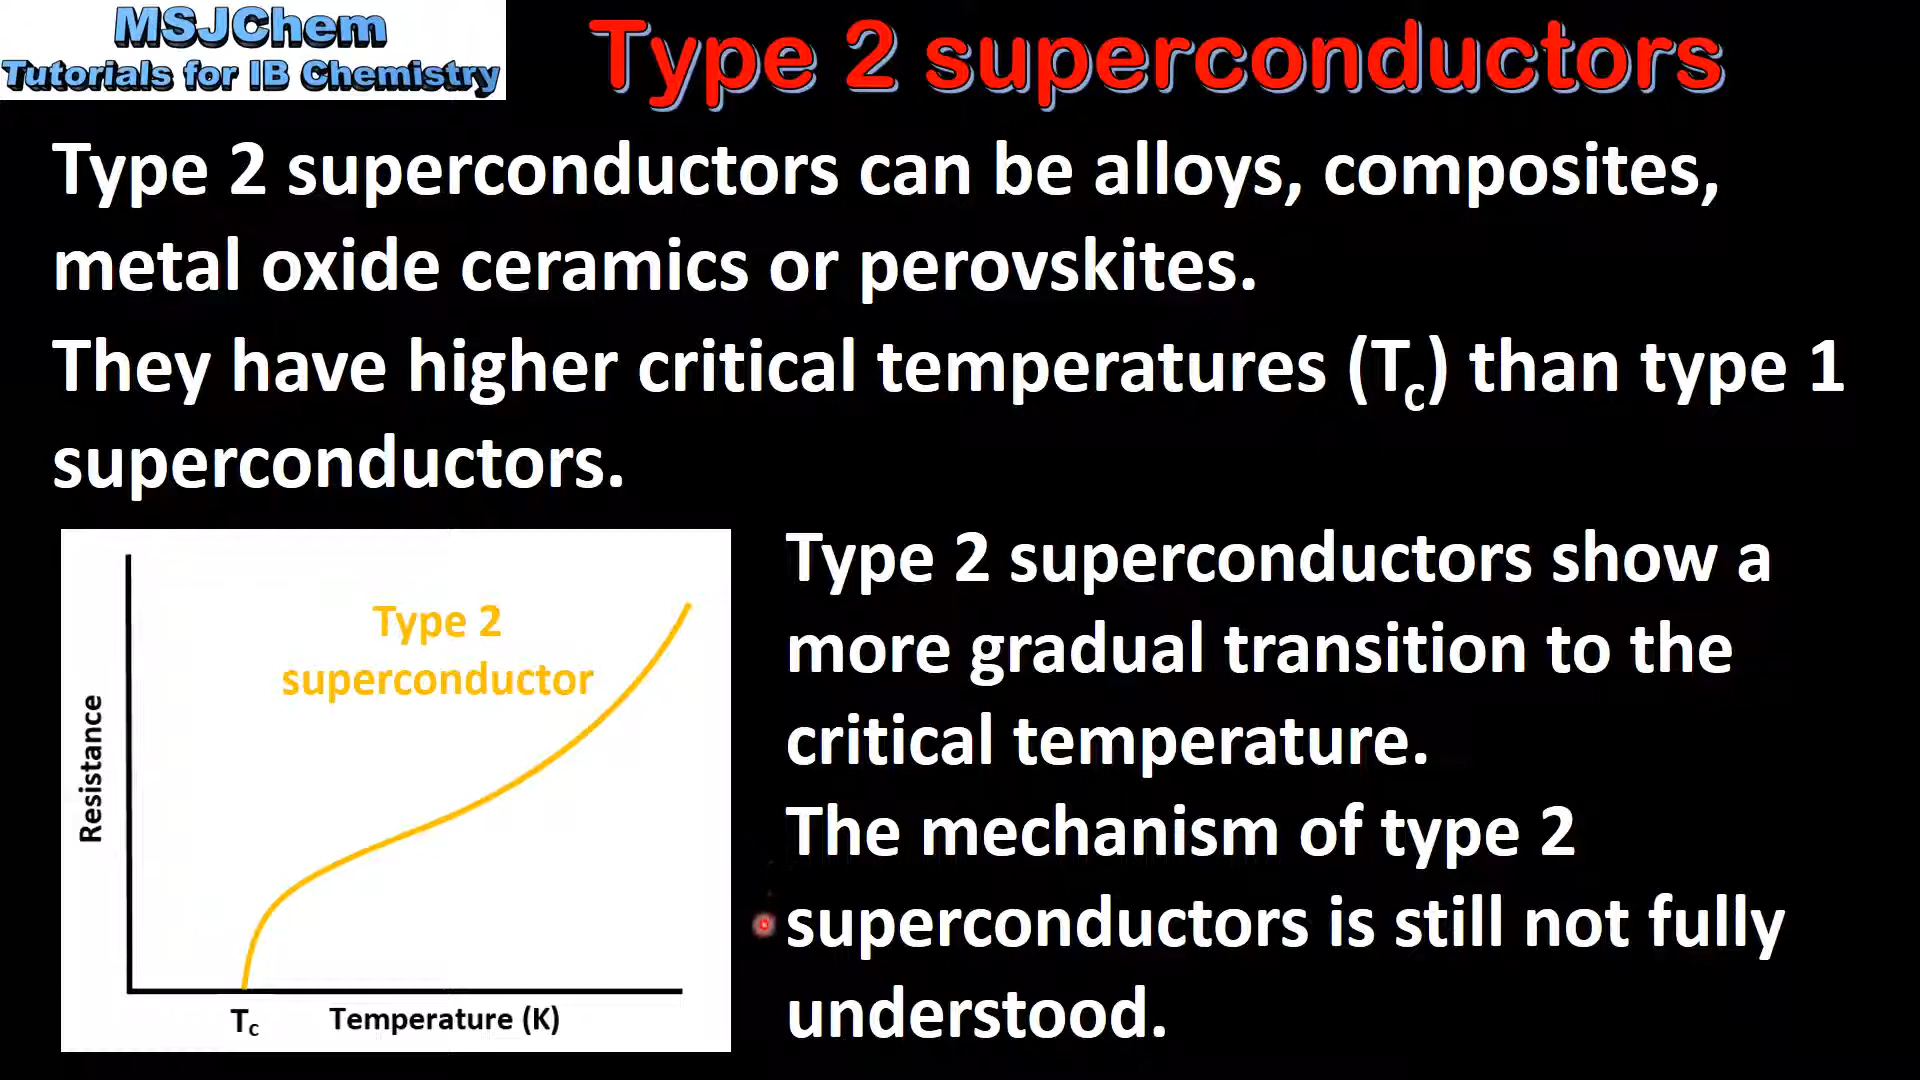 MSJChem
Tutorials for IB Chemistry
Type 2 superconductors
Type 2 superconductors can be alloys, composites,
metal oxide ceramics or perovskites.
They have higher critical temperatures (Tc) than type 1
superconductors.
Type 2
superconductor
Resistance
Tc
Temperature (K)
Type 2 superconductors show a
more gradual transition to the
critical temperature.
The mechanism of type 2
superconductors is still not fully
understood.